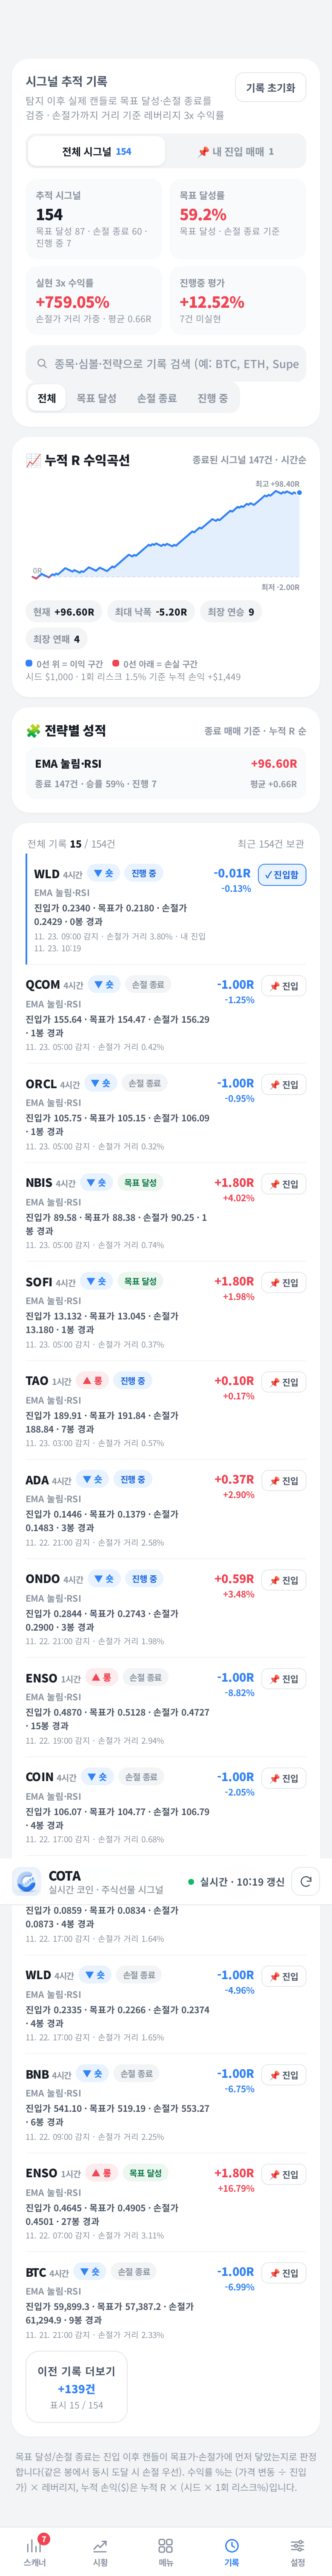 시그널 추적 기록
탐지 이후 실제 캔들로 목표 달성·손절 종료를
검증 · 손절가까지 거리 기준 레버리지 3x 수익률
기록 초기화
전체 시그널 154
📌 내 진입 매매 1
추적 시그널
154
목표 달성 87 · 손절 종료 60 ·
진행 중 7
목표 달성률
59.2%
목표 달성 · 손절 종료 기준
실현 3x 수익률
+759.05%
손절가 거리 가중 · 평균 0.66R
진행중 평가
+12.52%
7건 미실현
종목·심볼·전략으로 기록 검색 (예: BTC, ETH, Supe
전체 목표 달성 손절 종료 진행 중
📈 누적 R 수익곡선
종료된 시그널 147건 · 시간순
최고 +98.40R
0R
최저 -2.00R
현재 +96.60R
최대 낙폭 -5.20R
최장 연승 9
최장 연패 4
0선 위 = 이익 구간 0선 아래 = 손실 구간
시드 $1,000 · 1회 리스크 1.5% 기준 누적 손익 +$1,449
🧩 전략별 성적
종료 매매 기준 · 누적 R 순
EMA 눌림·RSI
+96.60R
종료 147건 · 승률 59% · 진행 7
평균 +0.66R
전체 기록 15 / 154건
최근 154건 보관
WLD 4시간 ▼ 숏 진행 중
-0.01R
-0.13%
✓ 진입함
EMA 눌림·RSI
진입가 0.2340 · 목표가 0.2180 · 손절가
0.2429 · 0봉 경과
11. 23. 09:00 감지 · 손절가 거리 3.80% · 내 진입
11. 23. 10:19
QCOM 4시간 ▼ 숏 손절 종료
-1.00R
-1.25%
📌 진입
EMA 눌림·RSI
진입가 155.64 · 목표가 154.47 · 손절가 156.29
· 1봉 경과
11. 23. 05:00 감지 · 손절가 거리 0.42%
ORCL 4시간 ▼ 숏 손절 종료
-1.00R
-0.95%
📌 진입
EMA 눌림·RSI
진입가 105.75 · 목표가 105.15 · 손절가 106.09
· 1봉 경과
11. 23. 05:00 감지 · 손절가 거리 0.32%
NBIS 4시간 ▼ 숏 목표 달성
+1.80R
+4.02%
📌 진입
EMA 눌림·RSI
진입가 89.58 · 목표가 88.38 · 손절가 90.25 · 1
봉 경과
11. 23. 05:00 감지 · 손절가 거리 0.74%
SOFI 4시간 ▼ 숏 목표 달성
+1.80R
+1.98%
📌 진입
EMA 눌림·RSI
진입가 13.132 · 목표가 13.045 · 손절가
13.180 · 1봉 경과
11. 23. 05:00 감지 · 손절가 거리 0.37%
TAO 1시간 ▲ 롱 진행 중
+0.10R
+0.17%
📌 진입
EMA 눌림·RSI
진입가 189.91 · 목표가 191.84 · 손절가
188.84 · 7봉 경과
11. 23. 03:00 감지 · 손절가 거리 0.57%
ADA 4시간 ▼ 숏 진행 중
+0.37R
+2.90%
📌 진입
EMA 눌림·RSI
진입가 0.1446 · 목표가 0.1379 · 손절가
0.1483 · 3봉 경과
11. 22. 21:00 감지 · 손절가 거리 2.58%
ONDO 4시간 ▼ 숏 진행 중
+0.59R
+3.48%
📌 진입
EMA 눌림·RSI
진입가 0.2844 · 목표가 0.2743 · 손절가
0.2900 · 3봉 경과
11. 22. 21:00 감지 · 손절가 거리 1.98%
ENSO 1시간 ▲ 롱 손절 종료
-1.00R
-8.82%
📌 진입
EMA 눌림·RSI
진입가 0.4870 · 목표가 0.5128 · 손절가 0.4727
· 15봉 경과
11. 22. 19:00 감지 · 손절가 거리 2.94%
COIN 4시간 ▼ 숏 손절 종료
-1.00R
-2.05%
📌 진입
EMA 눌림·RSI
진입가 106.07 · 목표가 104.77 · 손절가 106.79
· 4봉 경과
11. 22. 17:00 감지 · 손절가 거리 0.68%
COTA
실시간 코인 · 주식선물 시그널
실시간 · 10:19 갱신
진입가 0.0859 · 목표가 0.0834 · 손절가
0.0873 · 4봉 경과
11. 22. 17:00 감지 · 손절가 거리 1.64%
WLD 4시간 ▼ 숏 손절 종료
-1.00R
-4.96%
📌 진입
EMA 눌림·RSI
진입가 0.2335 · 목표가 0.2266 · 손절가 0.2374
· 4봉 경과
11. 22. 17:00 감지 · 손절가 거리 1.65%
BNB 4시간 ▼ 숏 손절 종료
-1.00R
-6.75%
📌 진입
EMA 눌림·RSI
진입가 541.10 · 목표가 519.19 · 손절가 553.27
· 6봉 경과
11. 22. 09:00 감지 · 손절가 거리 2.25%
ENSO 1시간 ▲ 롱 목표 달성
+1.80R
+16.79%
📌 진입
EMA 눌림·RSI
진입가 0.4645 · 목표가 0.4905 · 손절가
0.4501 · 27봉 경과
11. 22. 07:00 감지 · 손절가 거리 3.11%
BTC 4시간 ▼ 숏 손절 종료
-1.00R
-6.99%
📌 진입
EMA 눌림·RSI
진입가 59,899.3 · 목표가 57,387.2 · 손절가
61,294.9 · 9봉 경과
11. 21. 21:00 감지 · 손절가 거리 2.33%
이전 기록 더보기
+139건
표시 15 / 154
목표 달성/손절 종료는 진입 이후 캔들이 목표가·손절가에 먼저 닿았는지로 판정
합니다(같은 봉에서 동시 도달 시 손절 우선). 수익률 %는 (가격 변동 ÷ 진입
가) × 레버리지, 누적 손익($)은 누적 R × (시드 × 1회 리스크%)입니다.
7
스캐너 시황 메뉴 기록 설정